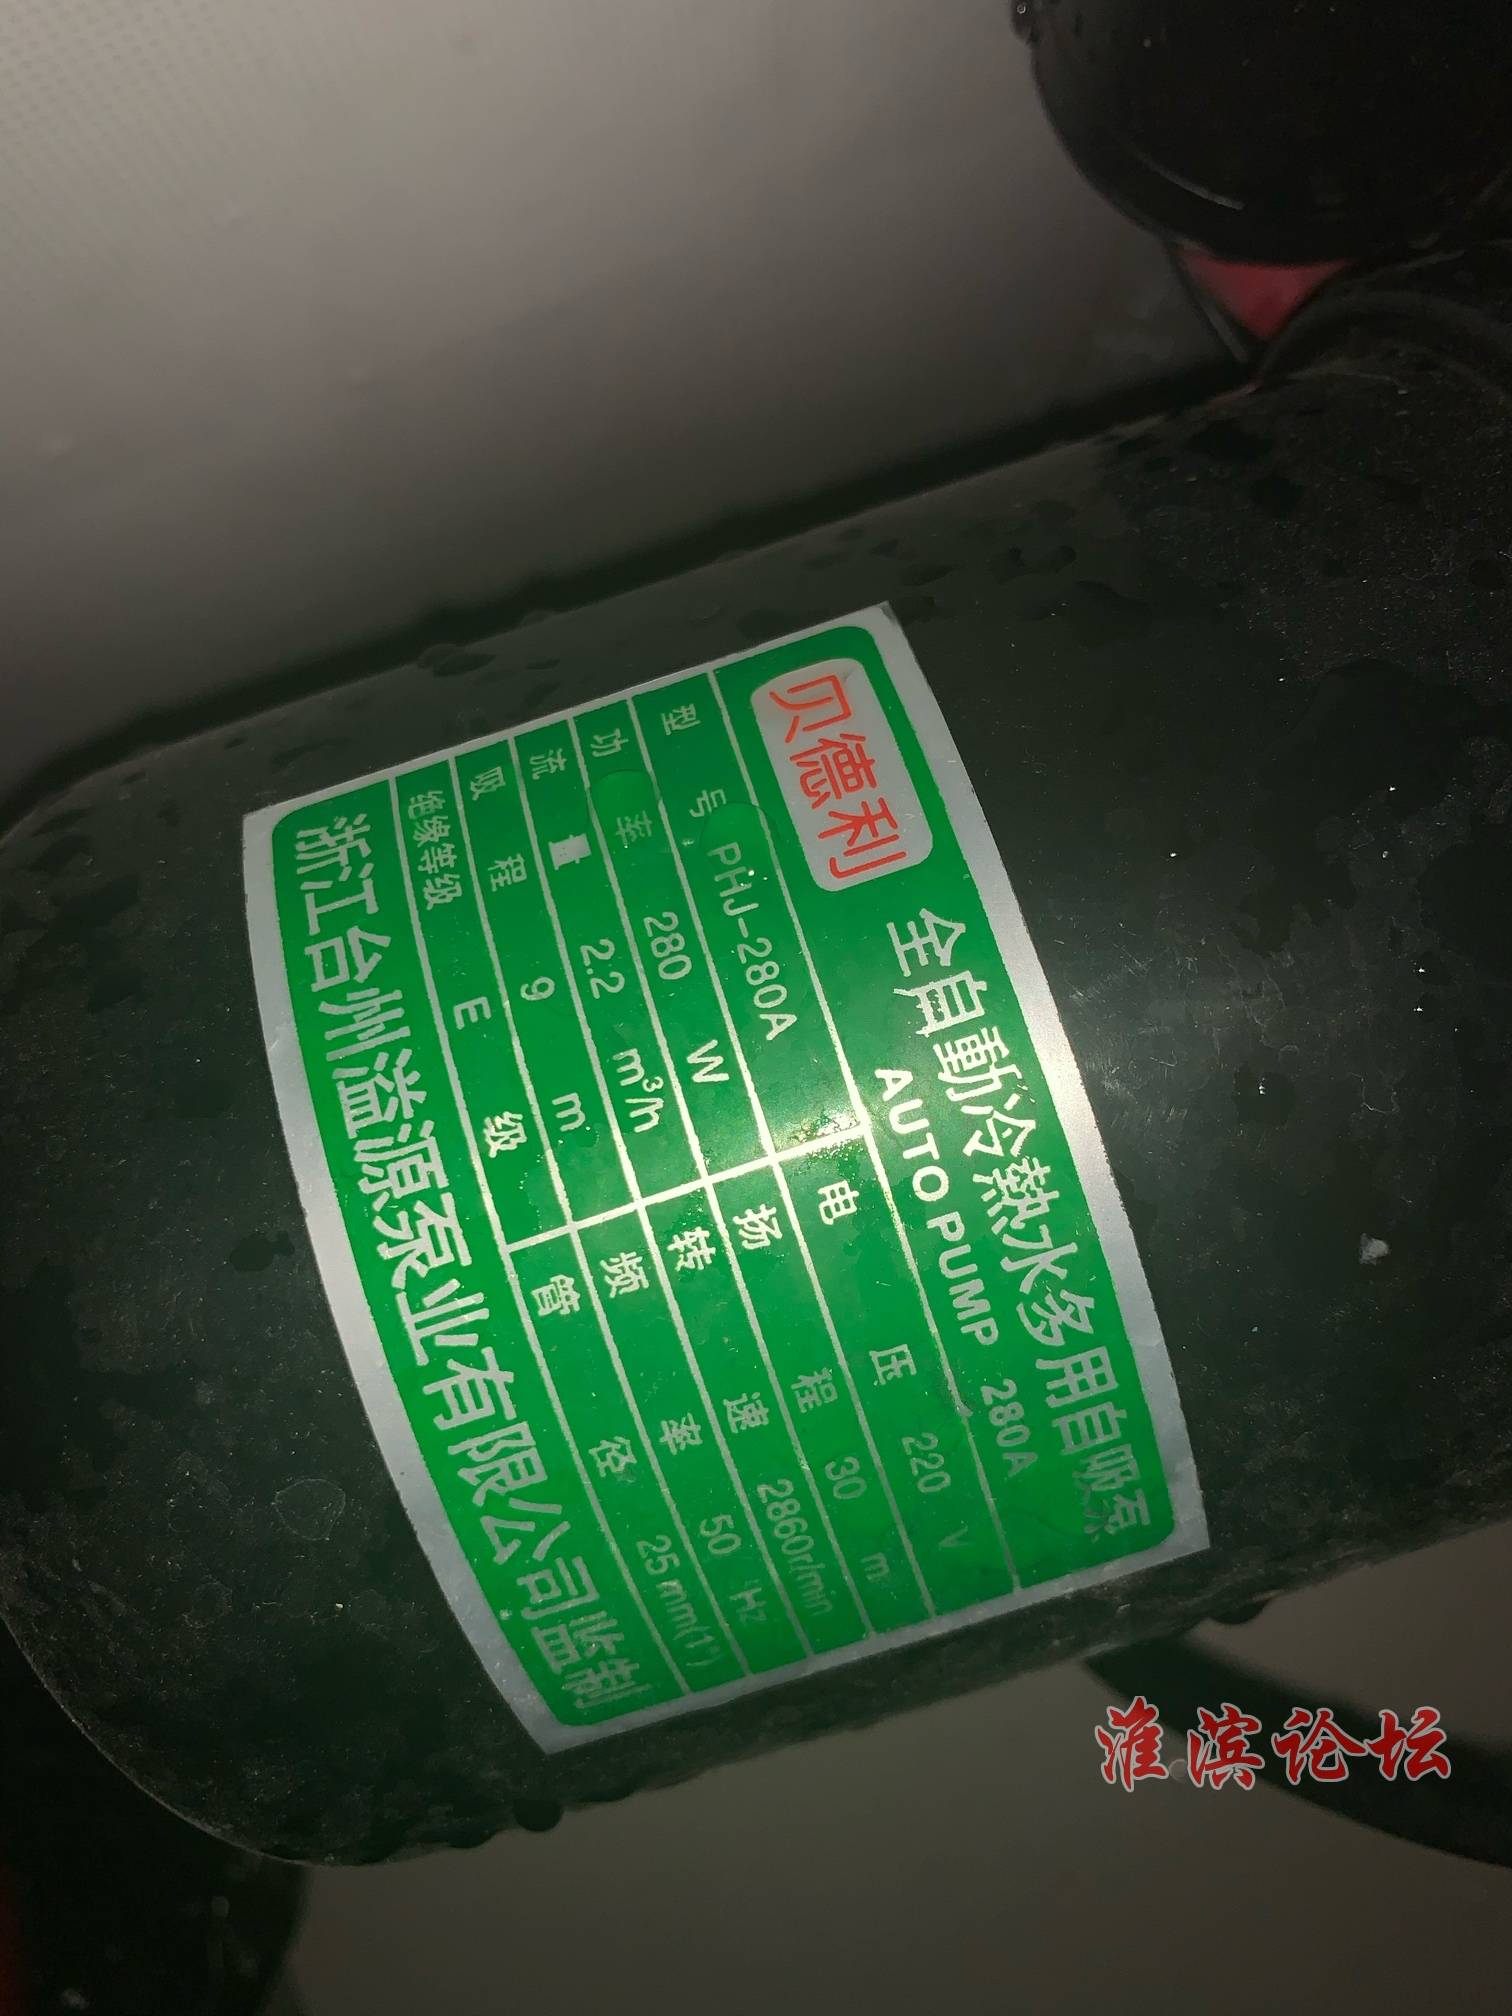 贝德利
全自動冷熱水多用自吸泵
AUTO PUMP 280A
型号 PHJ-280A 电压 220 V
功率 280 W 扬程 30 m
流量 2.2 m³/h 转速 2860r/min
吸程 9 m 频率 50 Hz
绝缘等级 E 级 管径 25mm(1")
浙江台州溢源泵业有限公司监制
淮滨论坛